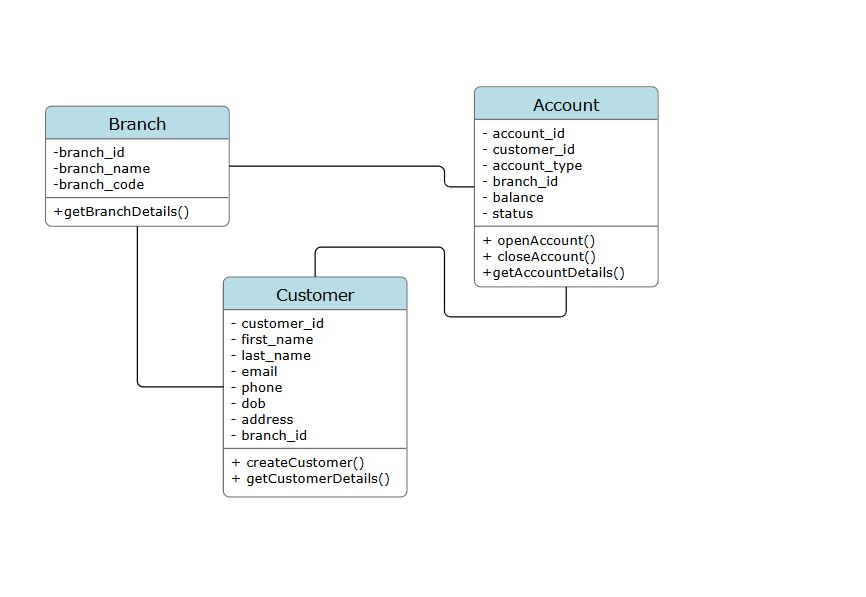 Branch
-branch_id
-branch_name
-branch_code
+getBranchDetails()
Account
- account_id
- customer_id
- account_type
- branch_id
- balance
- status
+ openAccount()
+ closeAccount()
+getAccountDetails()
Customer
- customer_id
- first_name
- last_name
- email
- phone
- dob
- address
- branch_id
+ createCustomer()
+ getCustomerDetails()